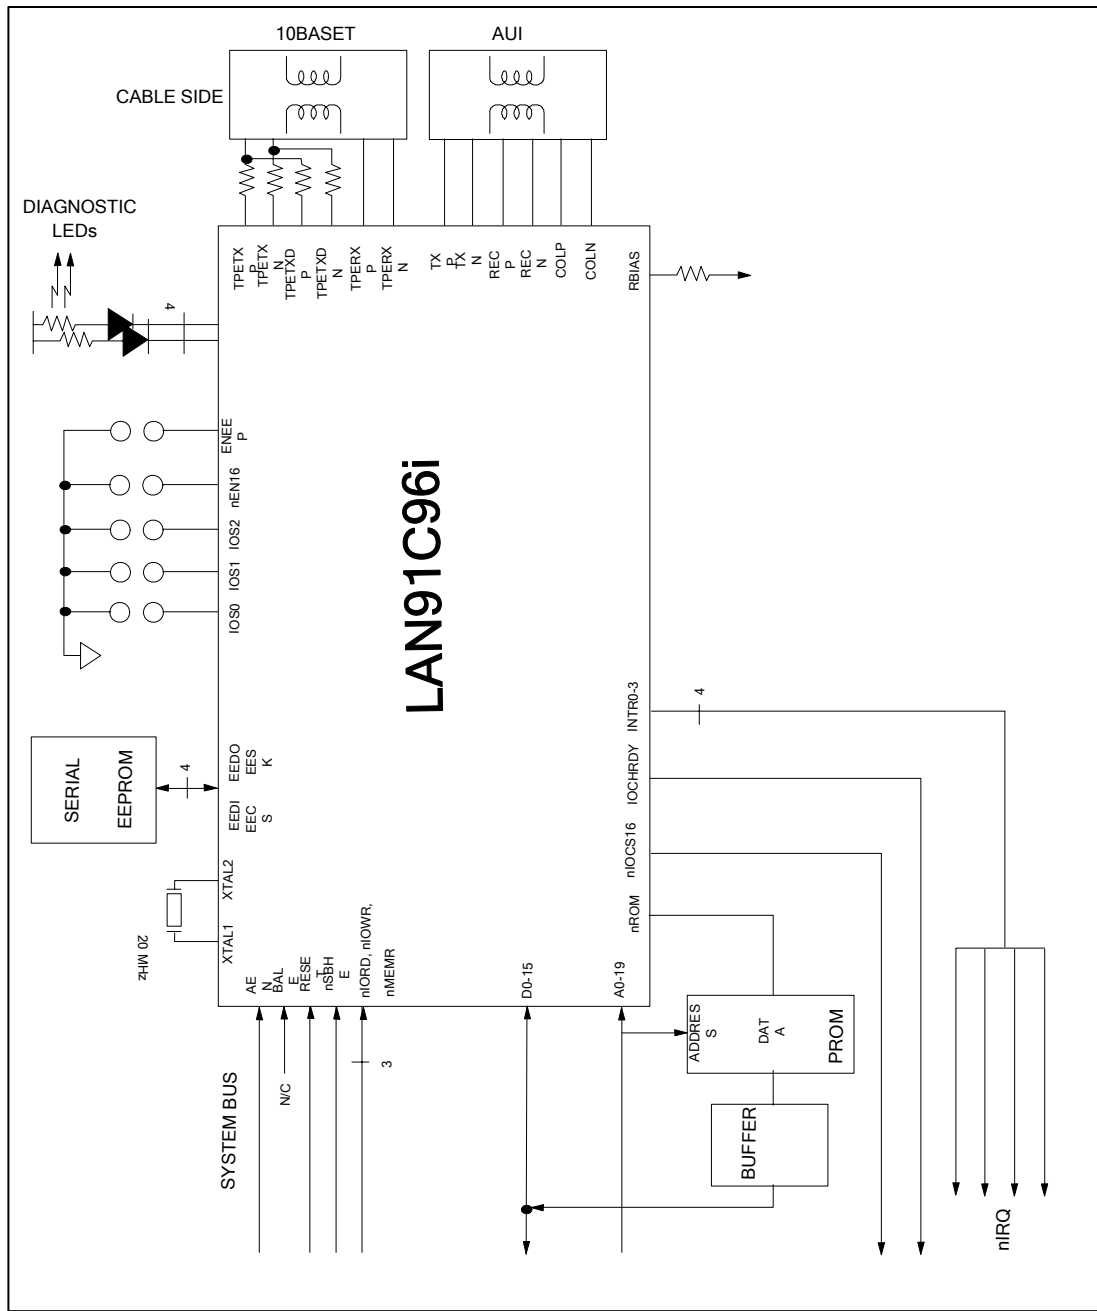 10BASET
AUI
CABLE SIDE
DIAGNOSTIC
LEDs
4
TPETX
P
TPETX
N
TPETXD
P
TPETXD
N
TPERX
P
TPERX
N
TX
P
TX
N
REC
P
REC
N
COLP
COLN
RBIAS
ENEE
P
nEN16
IOS2
IOS1
IOS0
LAN91C96i
SERIAL
EEPROM
4
EEDO
EES
K
EEDI
EEC
S
XTAL2
XTAL1
20 MHz
INTR0-3
4
IOCHRDY
nIOCS16
nROM
AE
N
BAL
E
RESE
T
nSBH
E
nIORD, nIOWR,
nMEMR
D0-15
A0-19
SYSTEM BUS
N/C
3
ADDRES
S
DAT
A
PROM
BUFFER
nIRQ